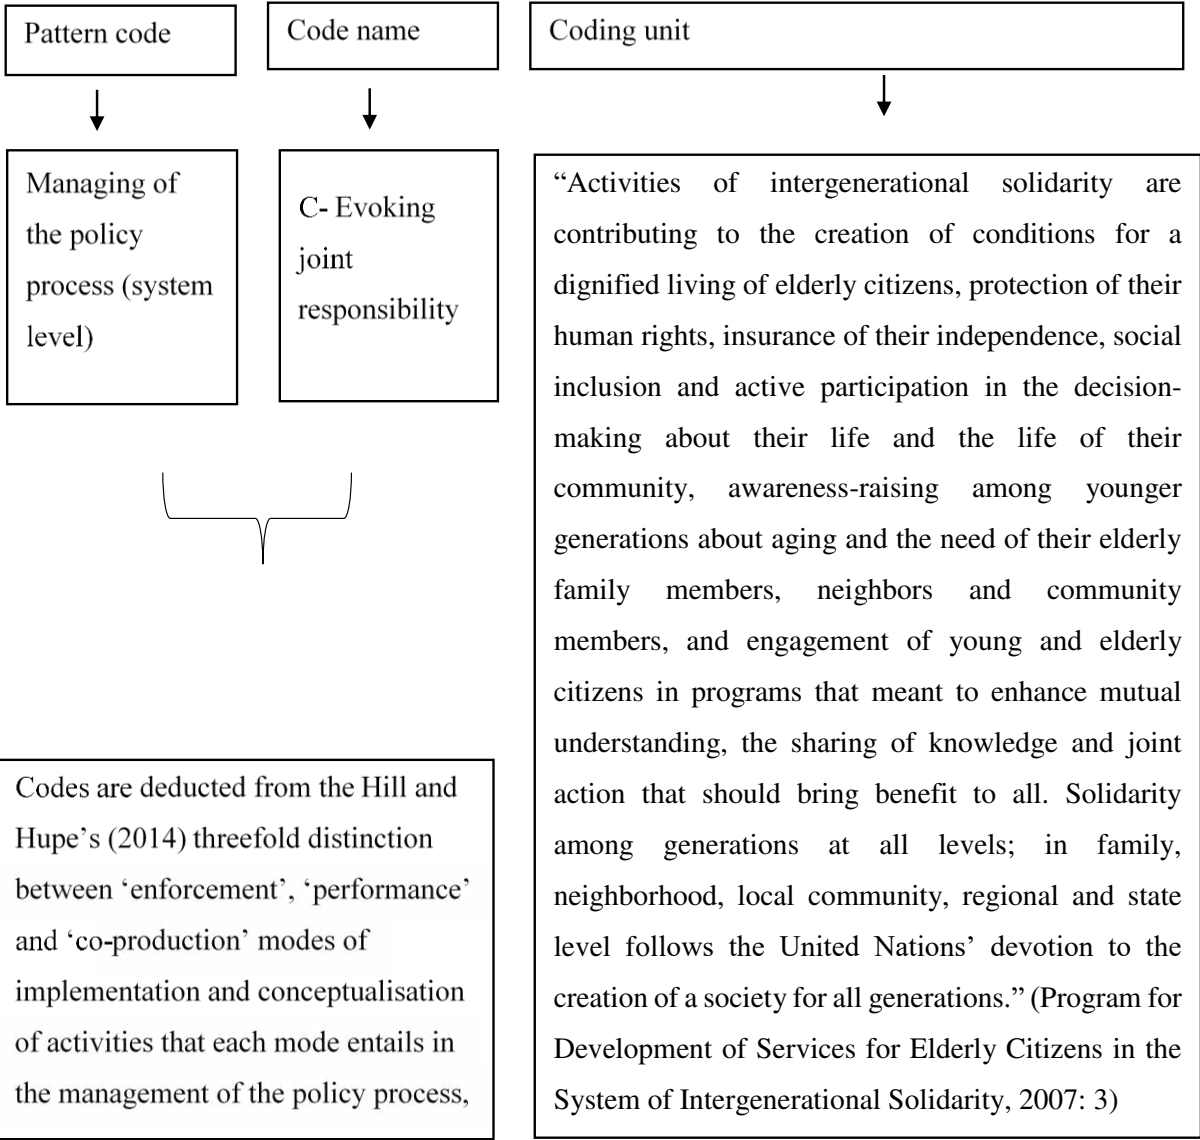 Pattern code
Code name
Coding unit
Managing of
the policy
process (system
level)
C- Evoking
joint
responsibility
“Activities of intergenerational solidarity are
contributing to the creation of conditions for a
dignified living of elderly citizens, protection of their
human rights, insurance of their independence, social
inclusion and active participation in the decision-
making about their life and the life of their
community, awareness-raising among younger
generations about aging and the need of their elderly
family members, neighbors and community
members, and engagement of young and elderly
citizens in programs that meant to enhance mutual
understanding, the sharing of knowledge and joint
action that should bring benefit to all. Solidarity
among generations at all levels; in family,
neighborhood, local community, regional and state
level follows the United Nations’ devotion to the
creation of a society for all generations.” (Program for
Development of Services for Elderly Citizens in the
System of Intergenerational Solidarity, 2007: 3)
Codes are deducted from the Hill and
Hupe’s (2014) threefold distinction
between ‘enforcement’, ‘performance’
and ‘co-production’ modes of
implementation and conceptualisation
of activities that each mode entails in
the management of the policy process,